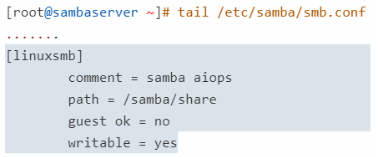 [root@sambaserver ~]# tail /etc/samba/smb.conf
.......
[linuxsmb]
comment = samba aiops
path = /samba/share
guest ok = no
writable = yes